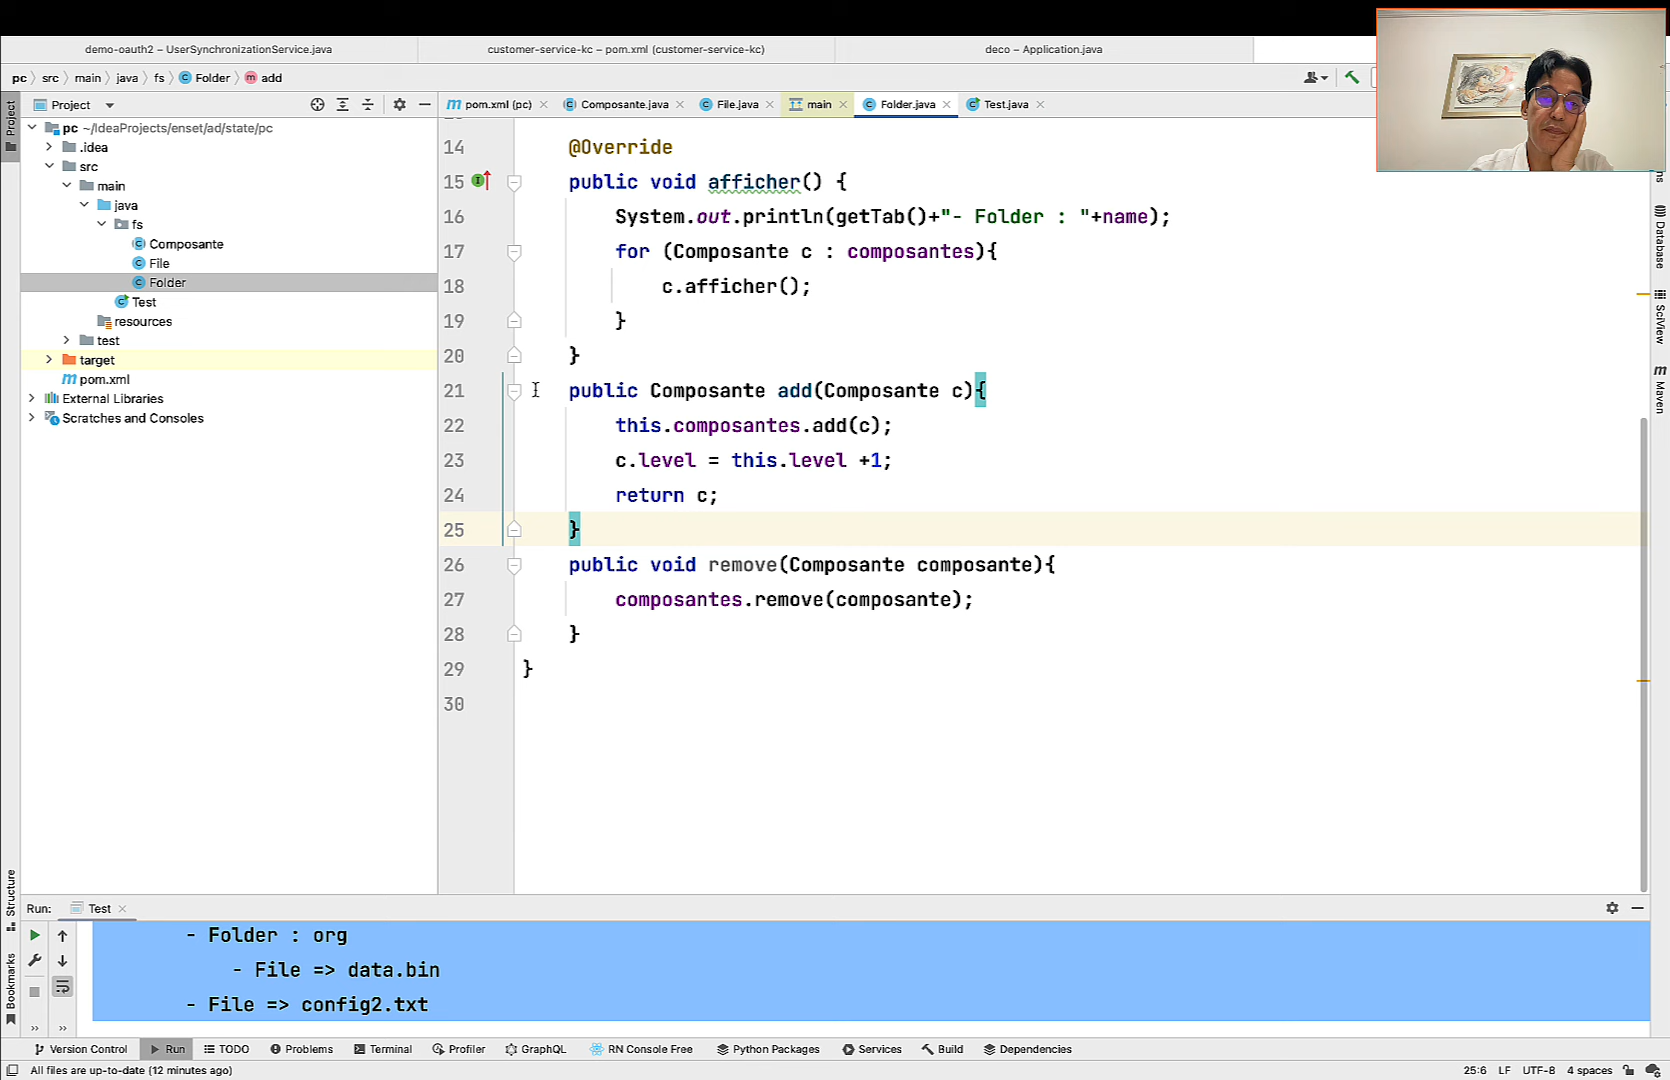 demo-oauth2 – UserSynchronizationService.java
customer-service-kc – pom.xml (customer-service-kc)
deco – Application.java
pc
src
main
java
fs
Folder
add
Project
Project
pom.xml (pc)
Composante.java
File.java
main
Folder.java
Test.java
pc ~/IdeaProjects/enset/ad/state/pc
.idea
src
main
java
fs
Composante
File
Folder
Test
resources
test
target
pom.xml
External Libraries
Scratches and Consoles
14 @Override
15 public void afficher() {
16 System.out.println(getTab()+"- Folder : "+name);
17 for (Composante c : composantes){
18 c.afficher();
19 }
20 }
21 public Composante add(Composante c){
22 this.composantes.add(c);
23 c.level = this.level +1;
24 return c;
25 }
26 public void remove(Composante composante){
27 composantes.remove(composante);
28 }
29 }
30
Database
SciView
Maven
Structure
Bookmarks
Run:
Test
- Folder : org
- File => data.bin
- File => config2.txt
Version Control
Run
TODO
Problems
Terminal
Profiler
GraphQL
RN Console Free
Python Packages
Services
Build
Dependencies
All files are up-to-date (12 minutes ago)
25:6
LF
UTF-8
4 spaces